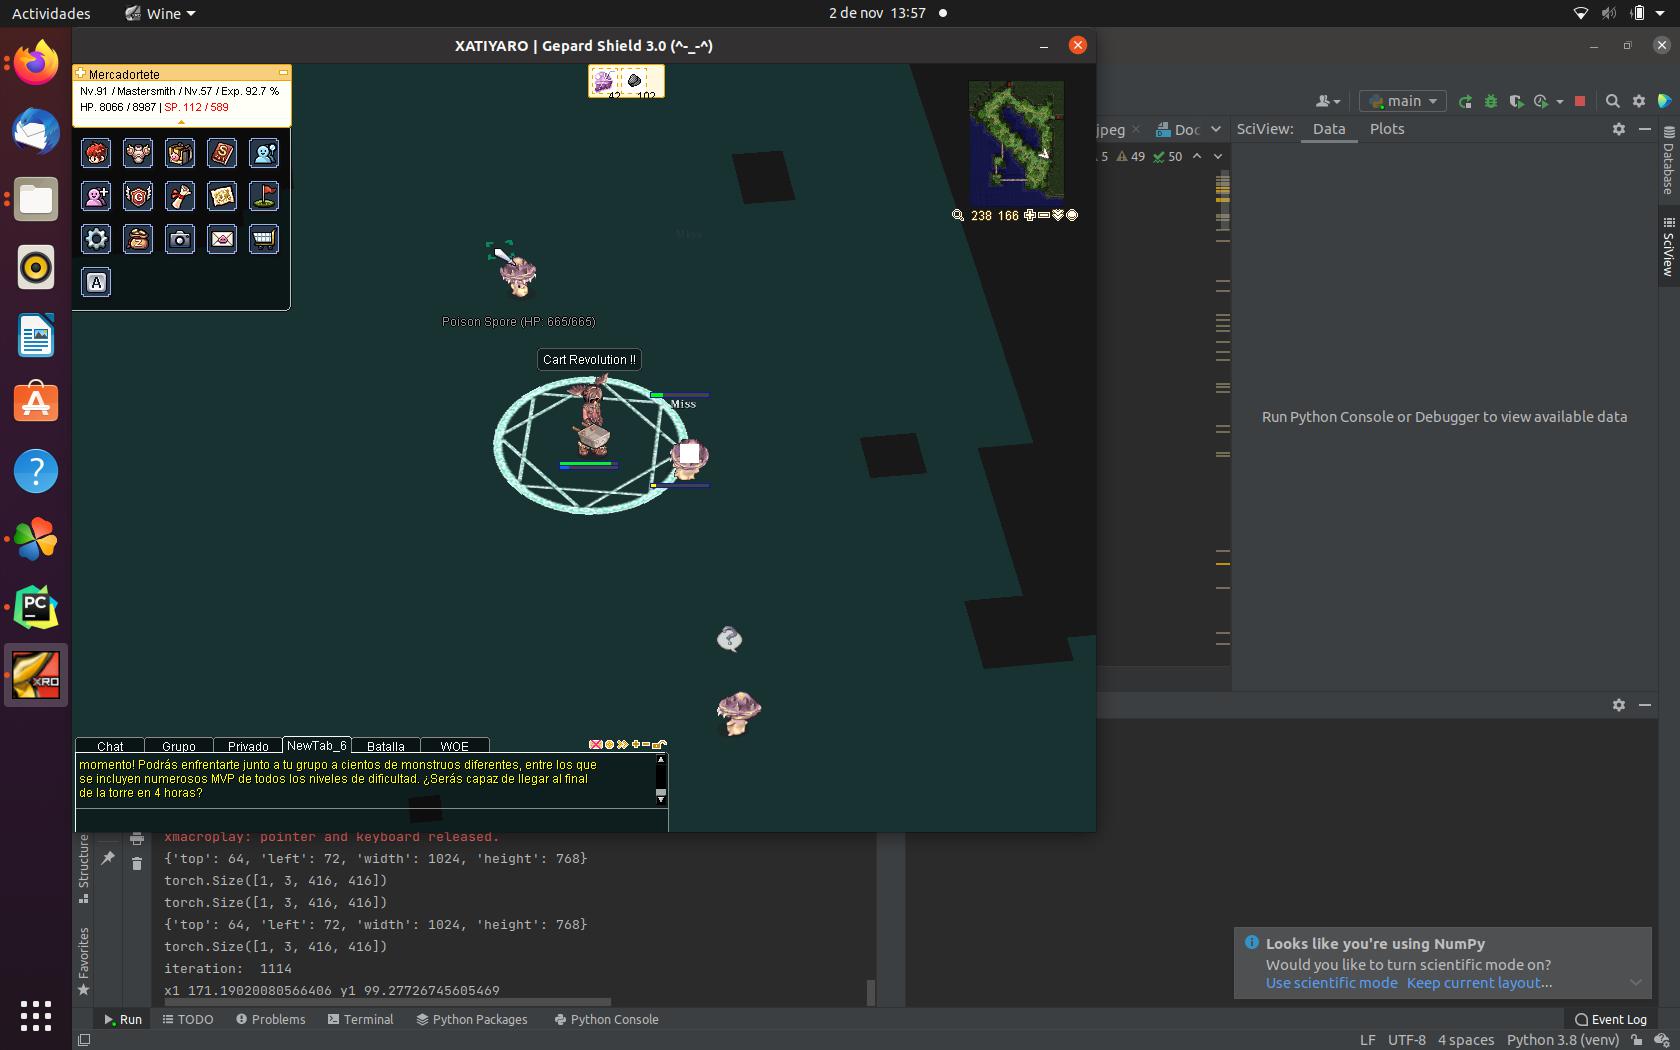 Actividades
Wine
2 de nov 13:57
XATIYARO | Gepard Shield 3.0 (^-_-^)
Mercadortete
Nv.91 / Mastersmith / Nv.57 / Exp. 92.7 %
HP. 8066 / 8987 | SP. 112 / 589
42
102
238 166
Miss
Poison Spore (HP: 665/665)
Cart Revolution !!
Miss
A
?
Chat
Grupo
Privado
NewTab_6
Batalla
WOE
momento! Podrás enfrentarte junto a tu grupo a cientos de monstruos diferentes, entre los que
se incluyen numerosos MVP de todos los niveles de dificultad. ¿Serás capaz de llegar al final
de la torre en 4 horas?
main
jpeg
Doc
SciView:
Data
Plots
5
49
50
Database
SciView
Run Python Console or Debugger to view available data
PC
XRO
xmacroplay: pointer and keyboard released.
{'top': 64, 'left': 72, 'width': 1024, 'height': 768}
torch.Size([1, 3, 416, 416])
torch.Size([1, 3, 416, 416])
{'top': 64, 'left': 72, 'width': 1024, 'height': 768}
torch.Size([1, 3, 416, 416])
iteration:  1114
x1 171.19020080566406 y1 99.27726745605469
Structure
Favorites
Looks like you're using NumPy
Would you like to turn scientific mode on?
Use scientific mode
Keep current layout...
Run
TODO
Problems
Terminal
Python Packages
Python Console
Event Log
LF
UTF-8
4 spaces
Python 3.8 (venv)